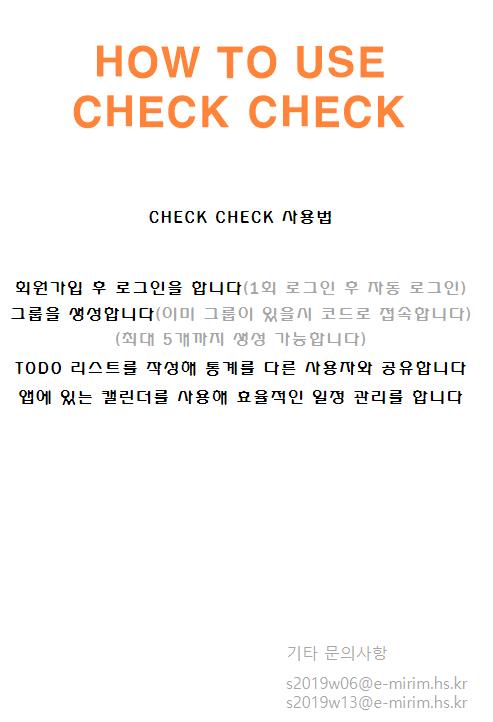 HOW TO USE
CHECK CHECK
CHECK CHECK 사용법
회원가입 후 로그인을 합니다(1회 로그인 후 자동 로그인)
그룹을 생성합니다(이미 그룹이 있을시 코드로 접속합니다)
(최대 5개까지 생성 가능합니다)
TODO 리스트를 작성해 통계를 다른 사용자와 공유합니다
앱에 있는 캘린더를 사용해 효율적인 일정 관리를 합니다
기타 문의사항
s2019w06@e-mirim.hs.kr
s2019w13@e-mirim.hs.kr